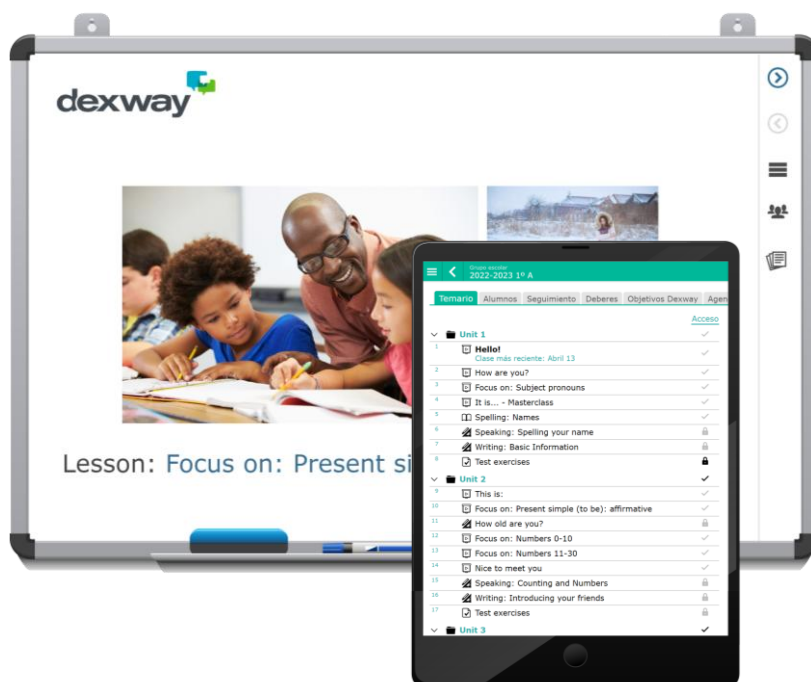 dexway
Lesson: Focus on: Present si
Grupo escolar
2022-2023 1º A
Temario Alumnos Seguimiento Deberes Objetivos Dexway Agen
Acceso
Unit 1
1 Hello!
Clase más reciente: Abril 13
2 How are you?
3 Focus on: Subject pronouns
4 It is... - Masterclass
5 Spelling: Names
6 Speaking: Spelling your name
7 Writing: Basic Information
8 Test exercises
Unit 2
9 This is:
10 Focus on: Present simple (to be): affirmative
11 How old are you?
12 Focus on: Numbers 0-10
13 Focus on: Numbers 11-30
14 Nice to meet you
15 Speaking: Counting and Numbers
16 Writing: Introducing your friends
17 Test exercises
Unit 3